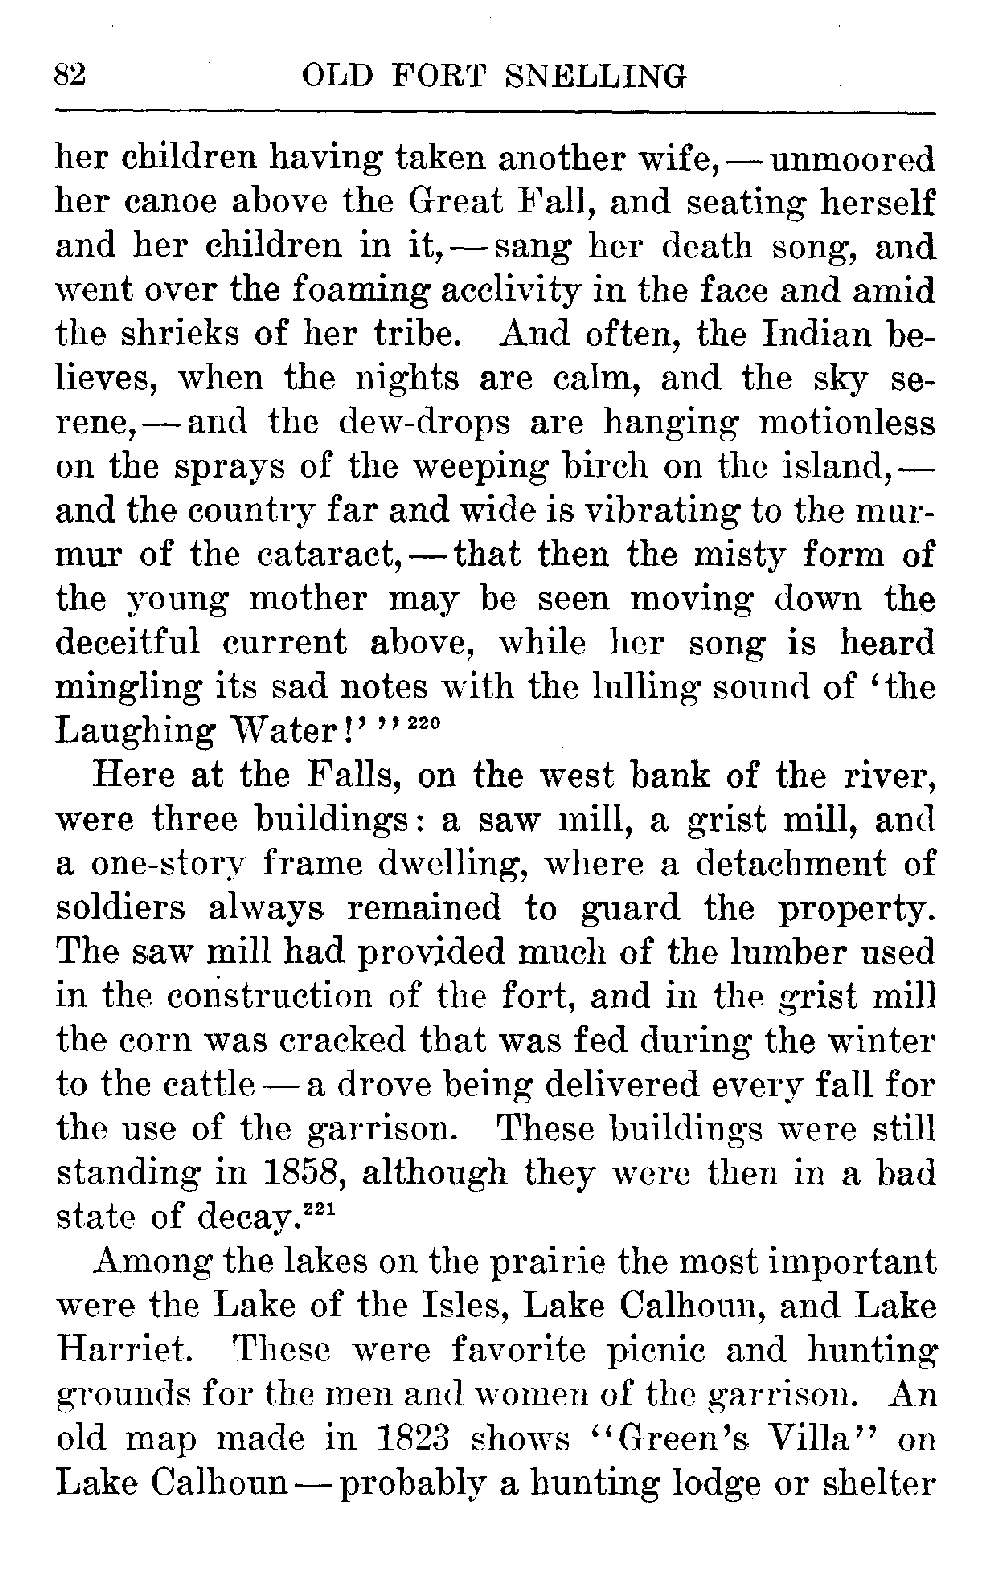 82 OLD FORT SNELLING
her children having taken another wife,—unmoored
her canoe above the Great Fall, and seating herself
and her children in it,—sang her death song, and
went over the foaming acclivity in the face and amid
the shrieks of her tribe. And often, the Indian be-
lieves, when the nights are calm, and the sky se-
rene,—and the dew-drops are hanging motionless
on the sprays of the weeping birch on the island,—
and the country far and wide is vibrating to the mur-
mur of the cataract,—that then the misty form of
the young mother may be seen moving down the
deceitful current above, while her song is heard
mingling its sad notes with the lulling sound of ‘the
Laughing Water!’ ”²²⁰
Here at the Falls, on the west bank of the river,
were three buildings: a saw mill, a grist mill, and
a one-story frame dwelling, where a detachment of
soldiers always remained to guard the property.
The saw mill had provided much of the lumber used
in the construction of the fort, and in the grist mill
the corn was cracked that was fed during the winter
to the cattle—a drove being delivered every fall for
the use of the garrison. These buildings were still
standing in 1858, although they were then in a bad
state of decay.²²¹
Among the lakes on the prairie the most important
were the Lake of the Isles, Lake Calhoun, and Lake
Harriet. These were favorite picnic and hunting
grounds for the men and women of the garrison. An
old map made in 1823 shows “Green’s Villa” on
Lake Calhoun—probably a hunting lodge or shelter